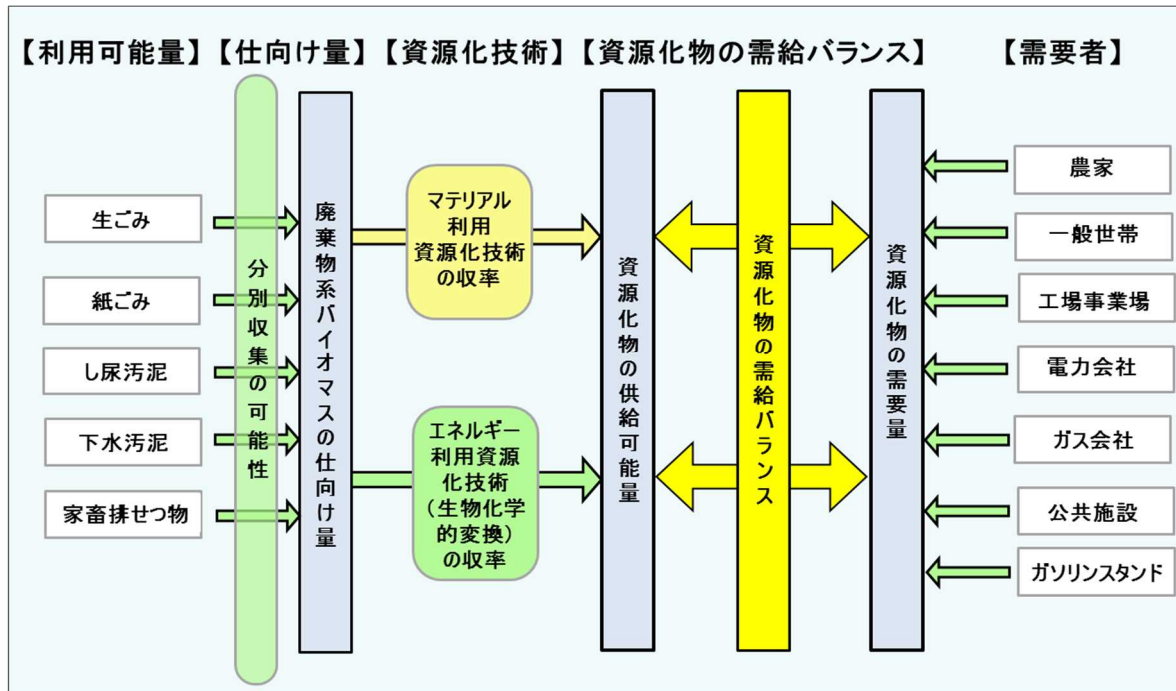 【利用可能量】【仕向け量】【資源化技術】【資源化物の需給バランス】【需要者】
生ごみ
紙ごみ
し尿汚泥
下水汚泥
家畜排せつ物
分別収集の可能性
廃棄物系バイオマスの仕向け量
マテリアル
利用
資源化技術
の収率
エネルギー
利用資源
化技術
（生物化学
的変換）
の収率
資源化物の供給可能量
資源化物の需給バランス
資源化物の需要量
農家
一般世帯
工場事業場
電力会社
ガス会社
公共施設
ガソリンスタンド